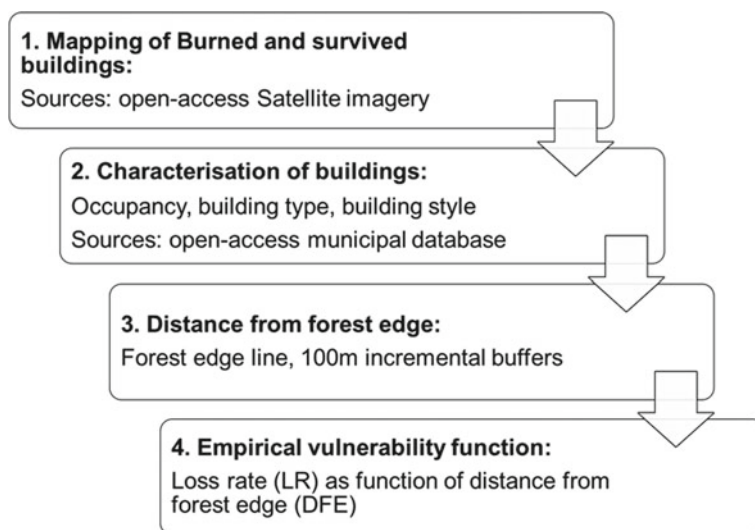 1. Mapping of Burned and survived
buildings:
Sources: open-access Satellite imagery
2. Characterisation of buildings:
Occupancy, building type, building style
Sources: open-access municipal database
3. Distance from forest edge:
Forest edge line, 100m incremental buffers
4. Empirical vulnerability function:
Loss rate (LR) as function of distance from
forest edge (DFE)